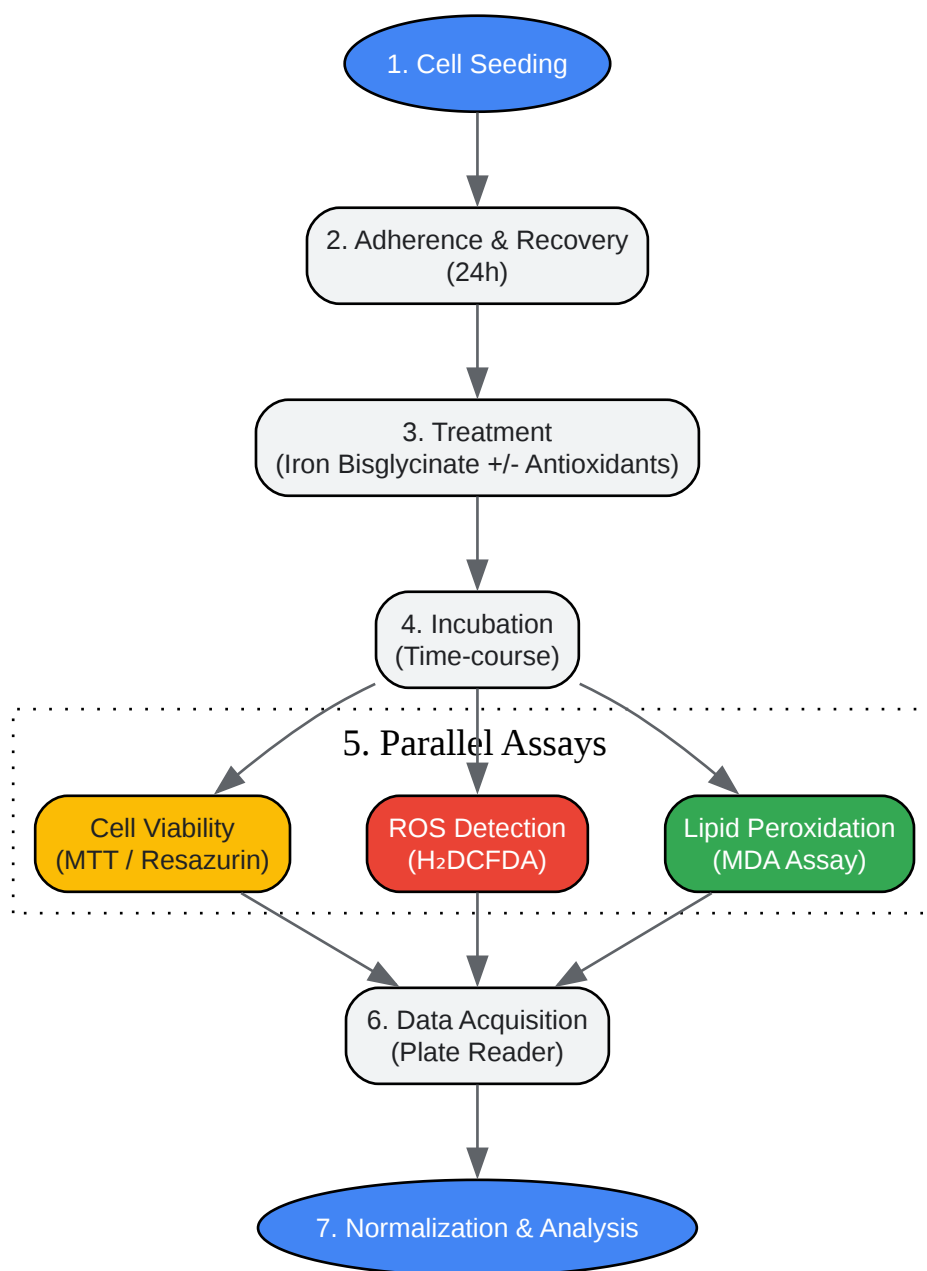 1. Cell Seeding
2. Adherence & Recovery
(24h)
3. Treatment
(Iron Bisglycinate +/- Antioxidants)
4. Incubation
(Time-course)
5. Parallel Assays
Cell Viability
(MTT / Resazurin)
ROS Detection
(H₂DCFDA)
Lipid Peroxidation
(MDA Assay)
6. Data Acquisition
(Plate Reader)
7. Normalization & Analysis